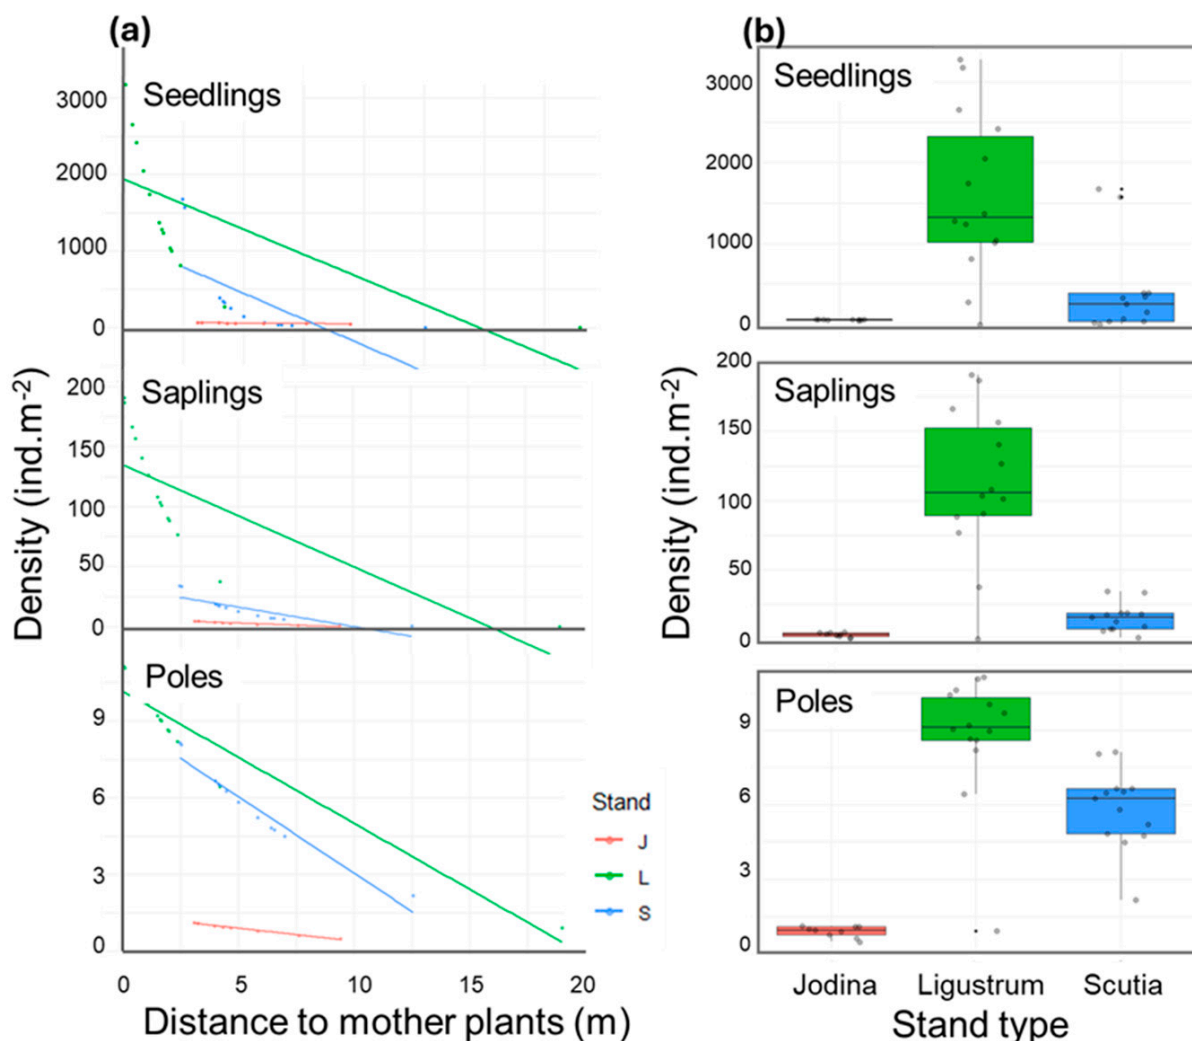 (a)
Seedlings
3000
2000
1000
0
Saplings
200
150
100
50
0
Poles
9
6
3
0
0 5 10 15 20
Density (ind.m-2)
Distance to mother plants (m)
Stand
J
L
S
(b)
Seedlings
3000
2000
1000
0
Saplings
200
150
100
50
0
Poles
9
6
3
0
Jodina Ligustrum Scutia
Density (ind.m-2)
Stand type